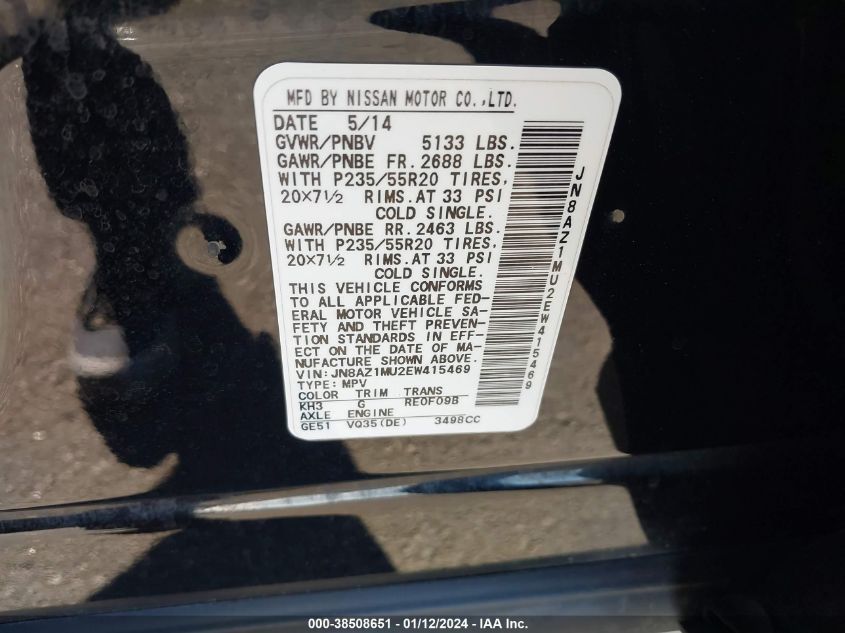 MFD BY NISSAN MOTOR CO.,LTD.
DATE 5/14
GVWR/PNBV 5133 LBS.
GAWR/PNBE FR. 2688 LBS.
WITH P235/55R20 TIRES,
20×7½ RIMS. AT 33 PSI
COLD SINGLE.
GAWR/PNBE RR. 2463 LBS.
WITH P235/55R20 TIRES,
20×7½ RIMS. AT 33 PSI
COLD SINGLE.
THIS VEHICLE CONFORMS
TO ALL APPLICABLE FED-
ERAL MOTOR VEHICLE SA-
FETY AND THEFT PREVEN-
TION STANDARDS IN EFF-
ECT ON THE DATE OF MA-
NUFACTURE SHOWN ABOVE.
VIN: JN8AZ1MU2EW415469
TYPE: MPV
COLOR TRIM TRANS
KH3 G RE0F09B
AXLE ENGINE
GE51 VQ35(DE) 3498CC
JN8AZ1MU2EW415469
000-38508651 - 01/12/2024 - IAA Inc.